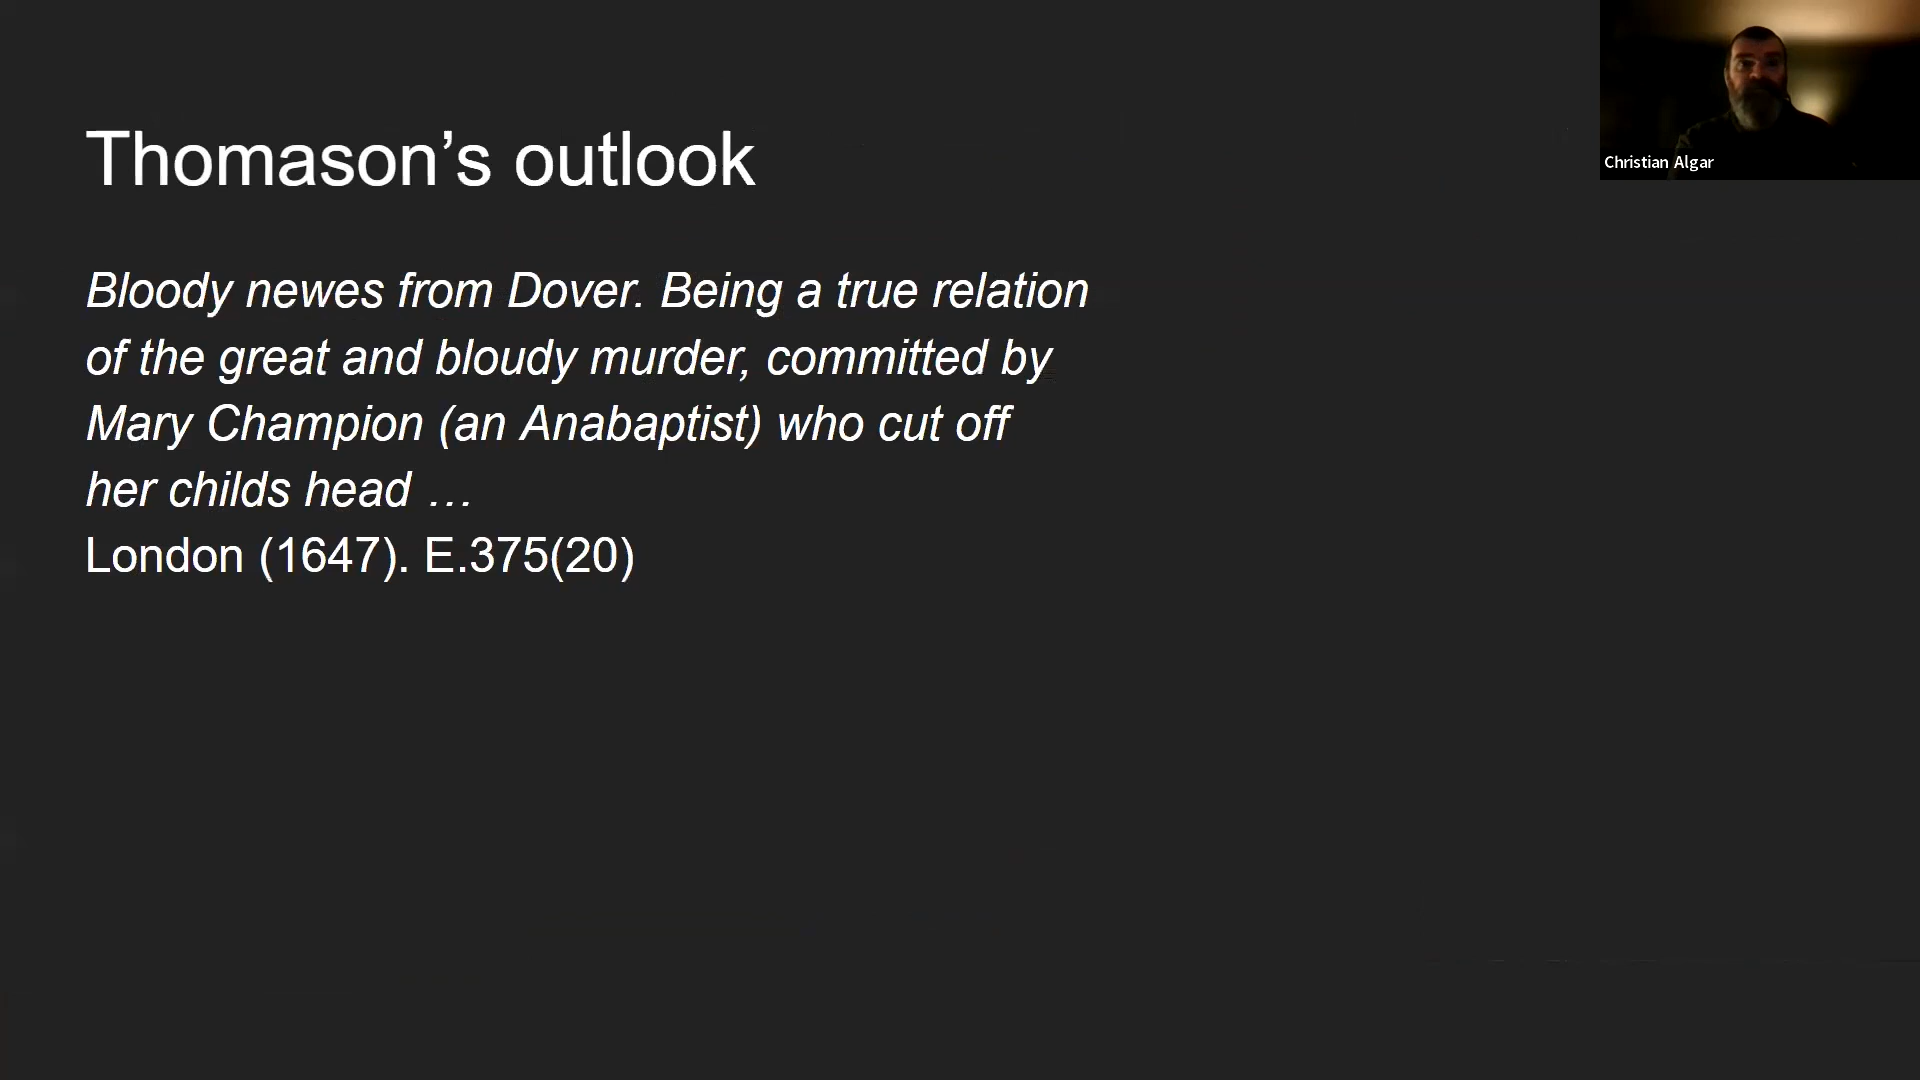 Thomason’s outlook
Bloody newes from Dover. Being a true relation
of the great and bloudy murder, committed by
Mary Champion (an Anabaptist) who cut off
her childs head …
London (1647). E.375(20)
Christian Algar